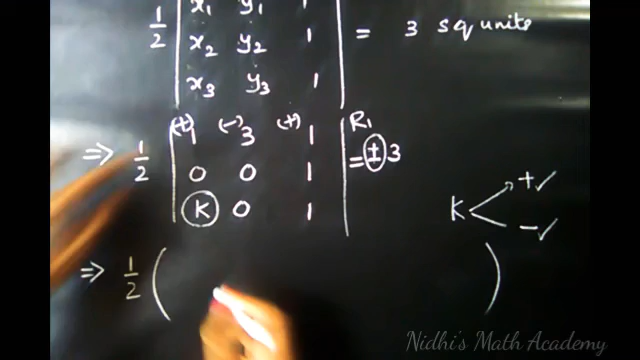 1/2 | x₁ y₁ 1 |
| x₂ y₂ 1 | = 3 sq units
| x₃ y₃ 1 |
(+) (-) (+) R₁
⇒ 1/2 | 1 3 1 | = ± 3
| 0 0 1 |
| K 0 1 |
K + ✓
- ✓
⇒ 1/2 ( )
Nidhi's Math Academy